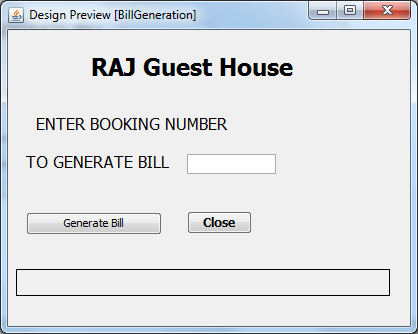 Design Preview [BillGeneration]
RAJ Guest House
ENTER BOOKING NUMBER
TO GENERATE BILL
Generate Bill Close